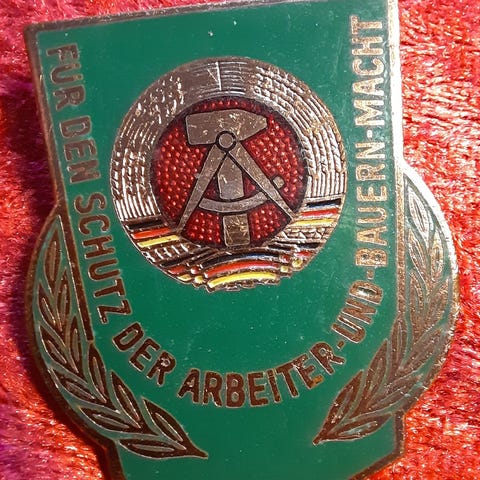 FÜR DEN SCHUTZ DER ARBEITER-UND-BAUERN-MACHT